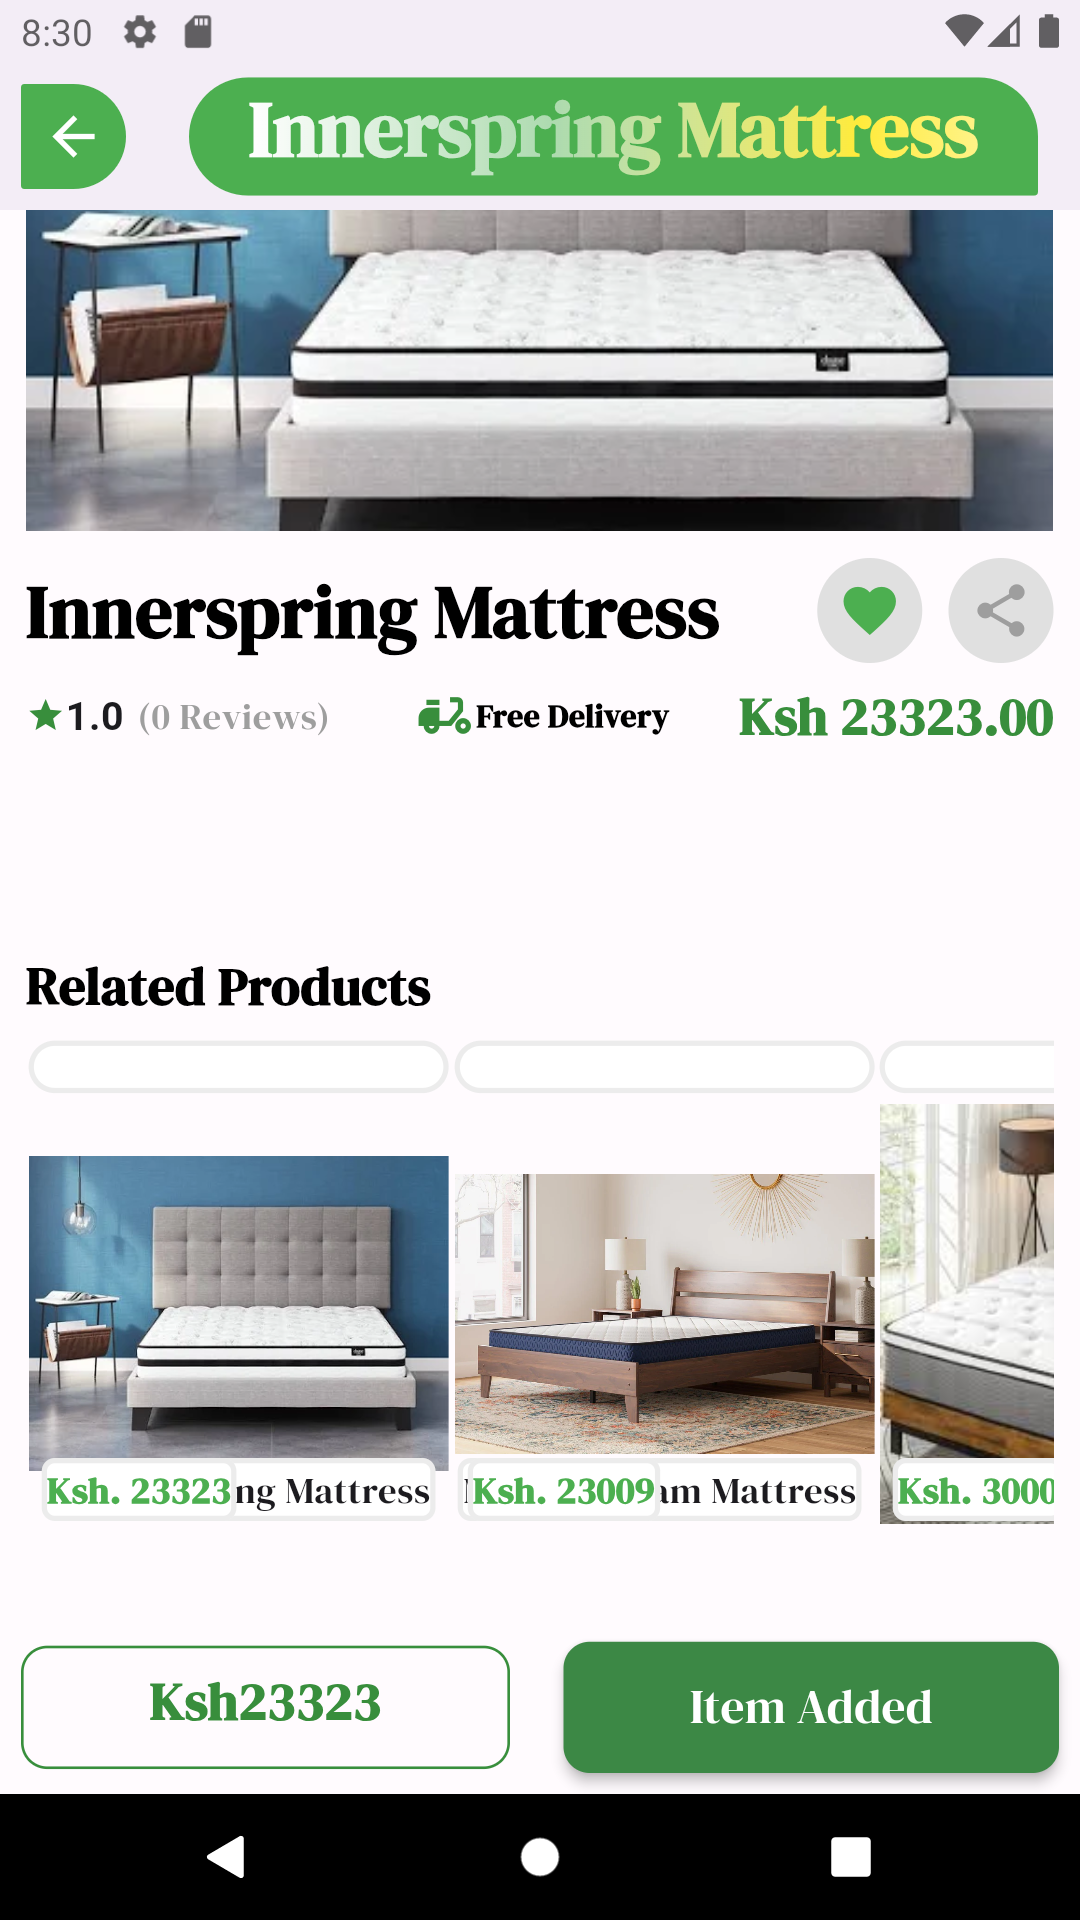 8:30
Innerspring Mattress
Innerspring Mattress
1.0 (0 Reviews) Free Delivery Ksh 23323.00
Related Products
Ksh. 23323 ng Mattress
Ksh. 23009 am Mattress
Ksh. 3000
Ksh23323
Item Added